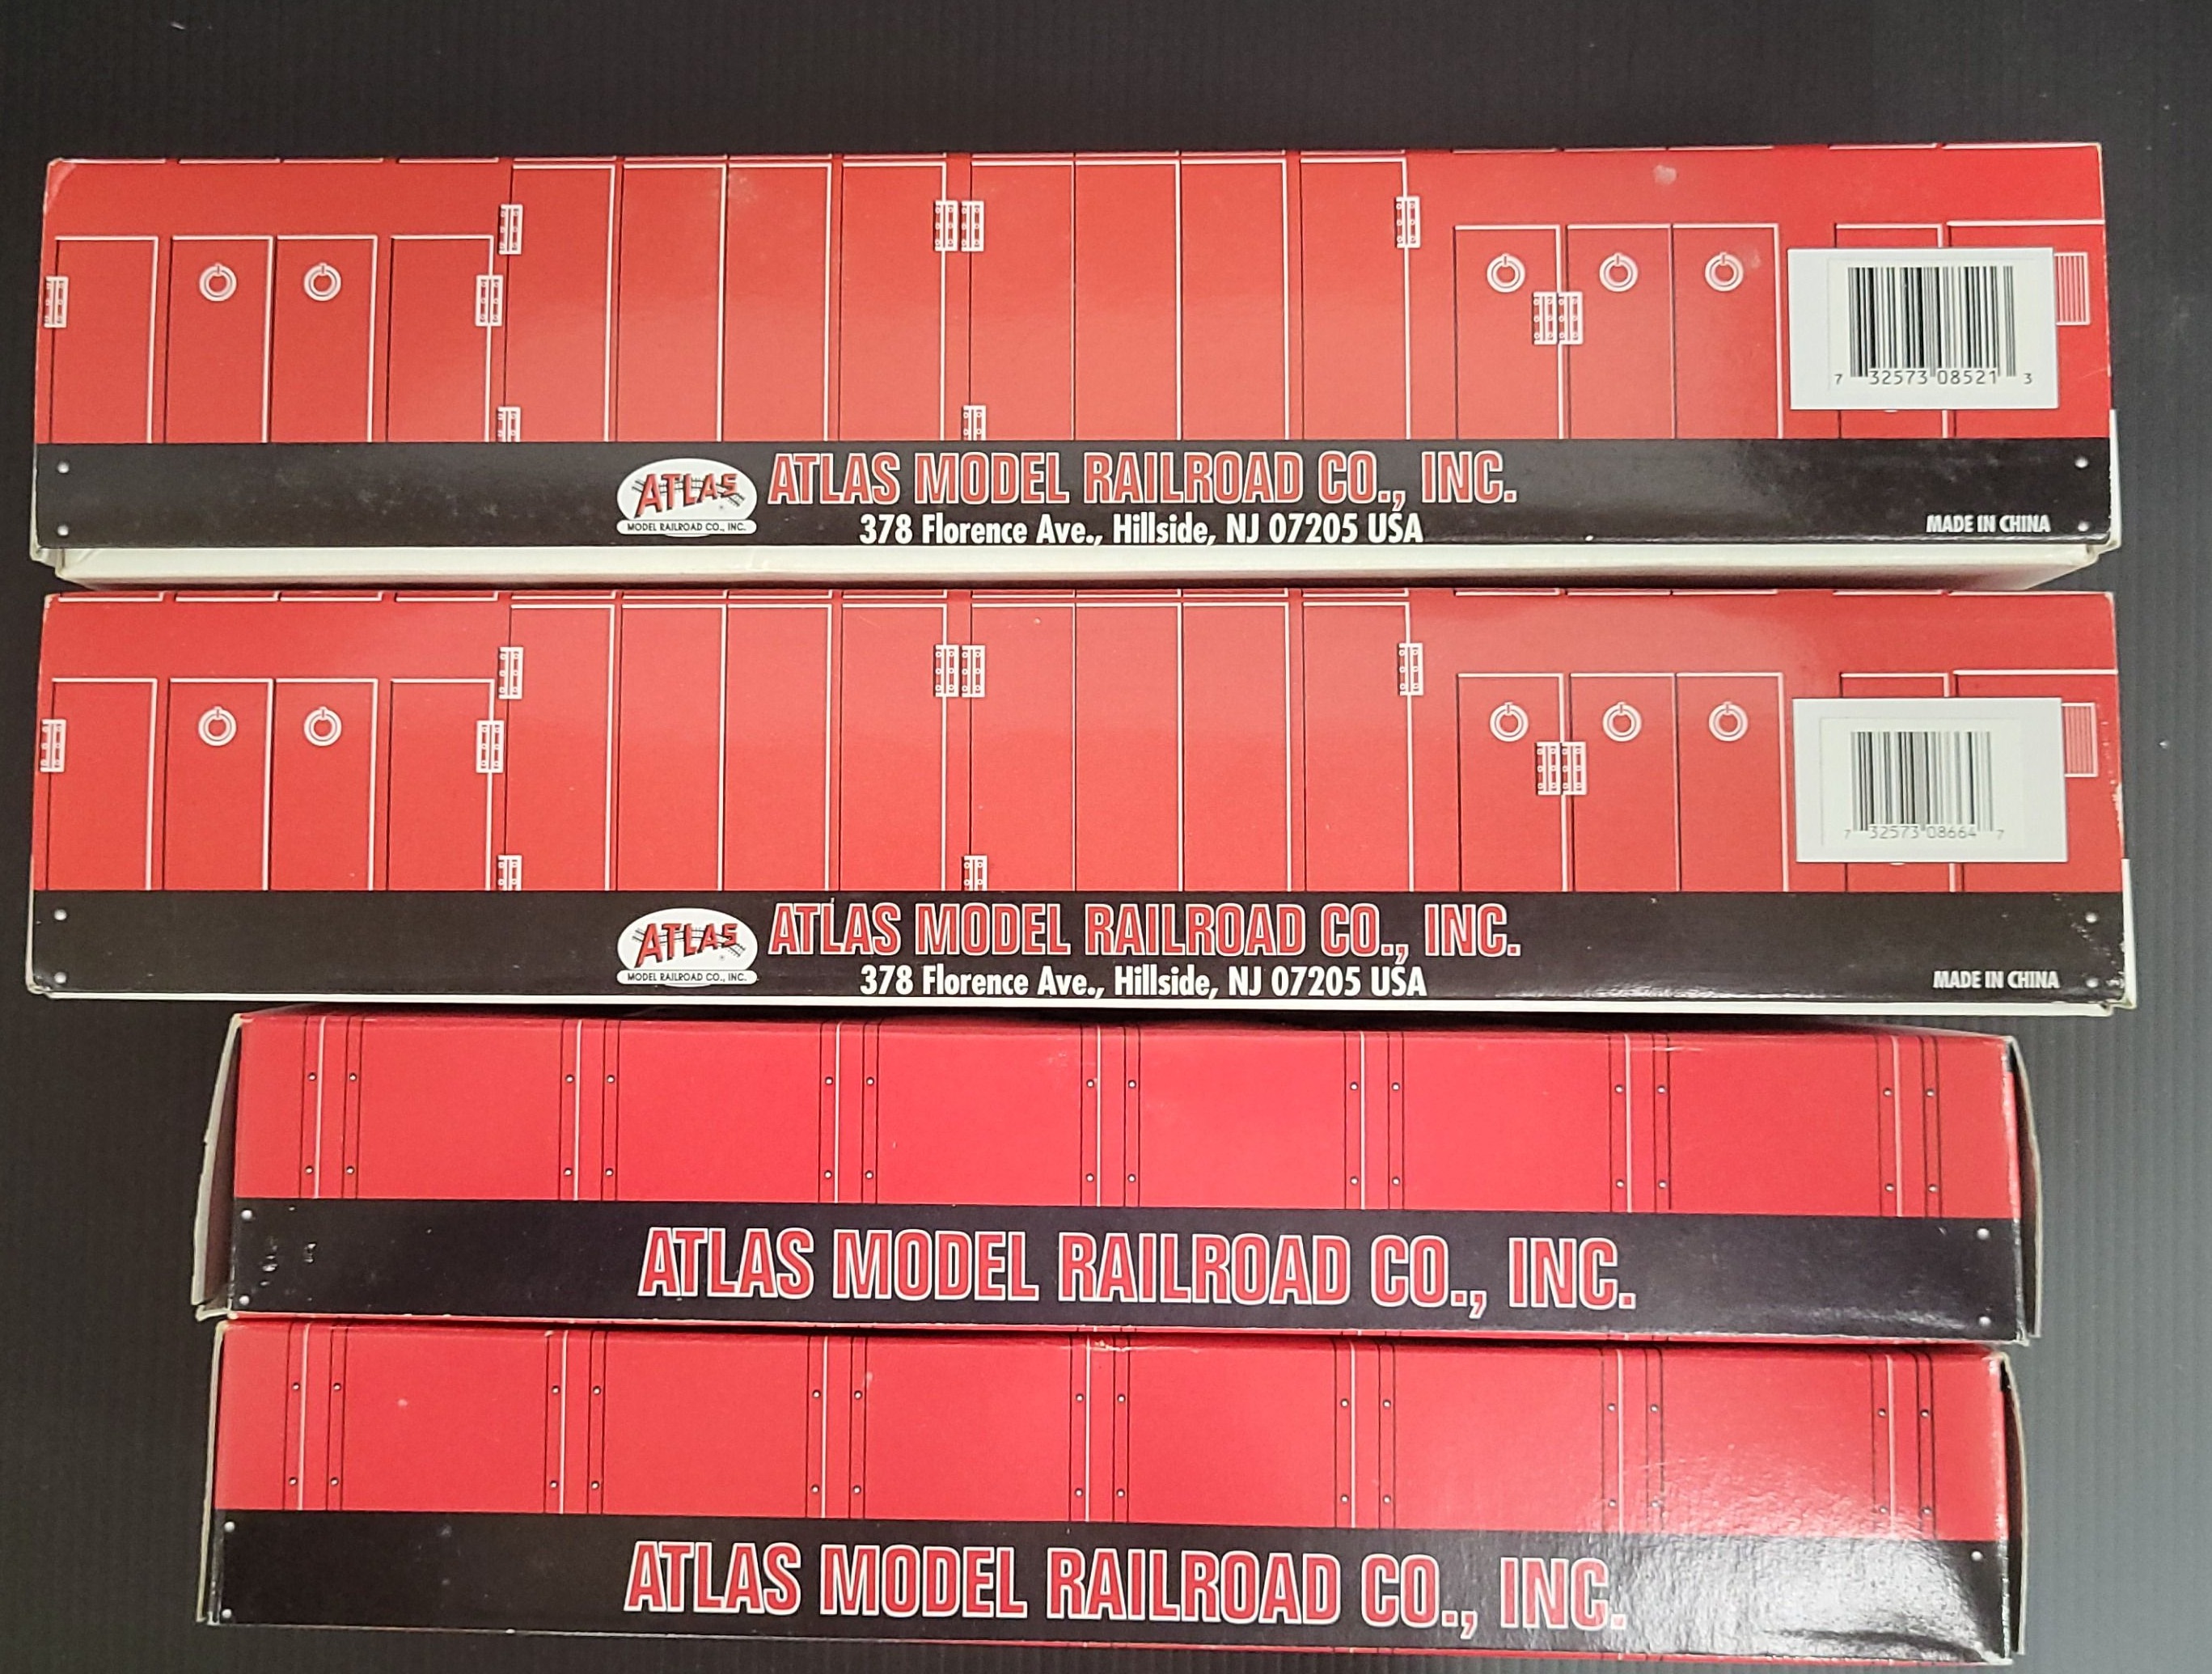 7 32573 08521 3
ATLAS
MODEL RAILROAD CO., INC.
ATLAS MODEL RAILROAD CO., INC.
378 Florence Ave., Hillside, NJ 07205 USA
MADE IN CHINA
7 32573 08664 7
ATLAS
MODEL RAILROAD CO., INC.
ATLAS MODEL RAILROAD CO., INC.
378 Florence Ave., Hillside, NJ 07205 USA
MADE IN CHINA
ATLAS MODEL RAILROAD CO., INC.
ATLAS MODEL RAILROAD CO., INC.